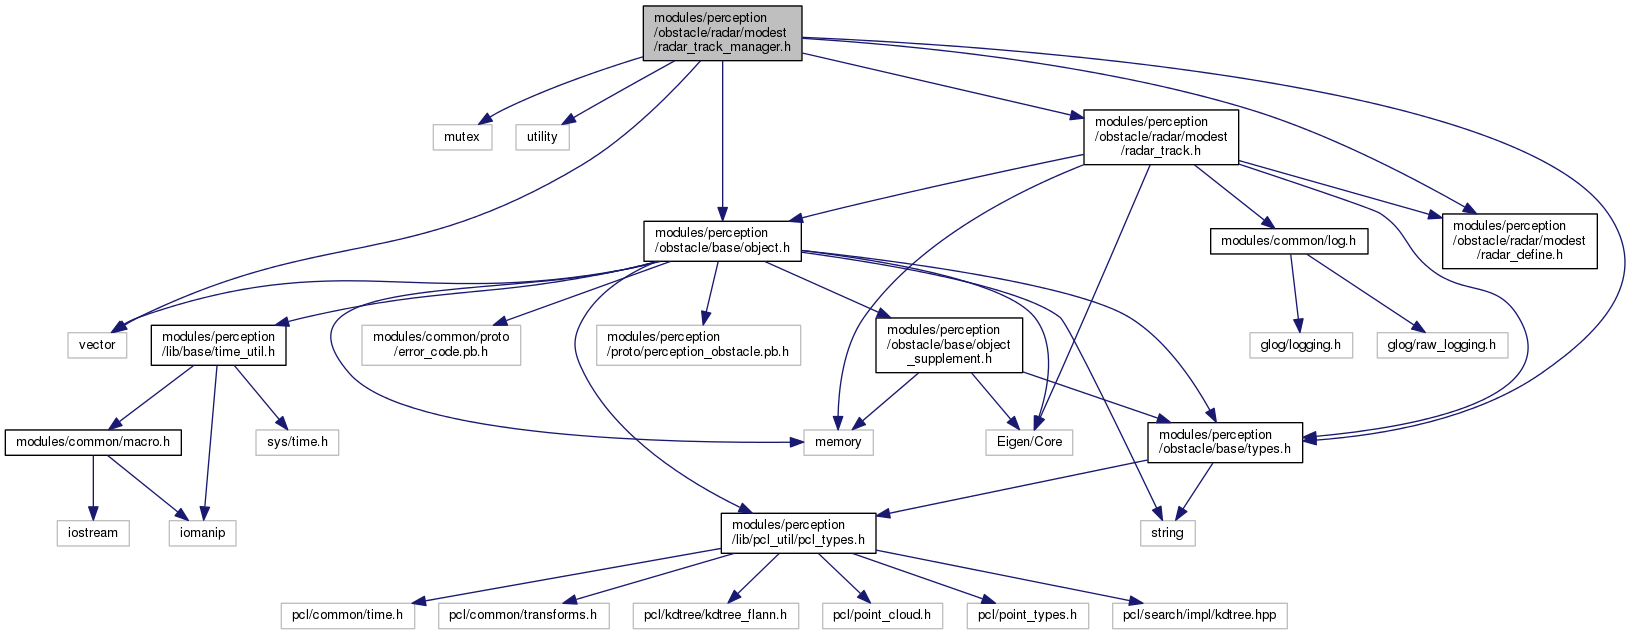 modules/perception
/obstacle/radar/modest
/radar_track_manager.h
mutex
utility
modules/perception
/obstacle/radar/modest
/radar_track.h
modules/perception
/obstacle/base/object.h
modules/common/log.h
modules/perception
/obstacle/radar/modest
/radar_define.h
vector
modules/perception
/lib/base/time_util.h
modules/common/proto
/error_code.pb.h
modules/perception
/proto/perception_obstacle.pb.h
modules/perception
/obstacle/base/object
_supplement.h
glog/logging.h
glog/raw_logging.h
modules/common/macro.h
sys/time.h
memory
Eigen/Core
modules/perception
/obstacle/base/types.h
iostream
iomanip
modules/perception
/lib/pcl_util/pcl_types.h
string
pcl/common/time.h
pcl/common/transforms.h
pcl/kdtree/kdtree_flann.h
pcl/point_cloud.h
pcl/point_types.h
pcl/search/impl/kdtree.hpp